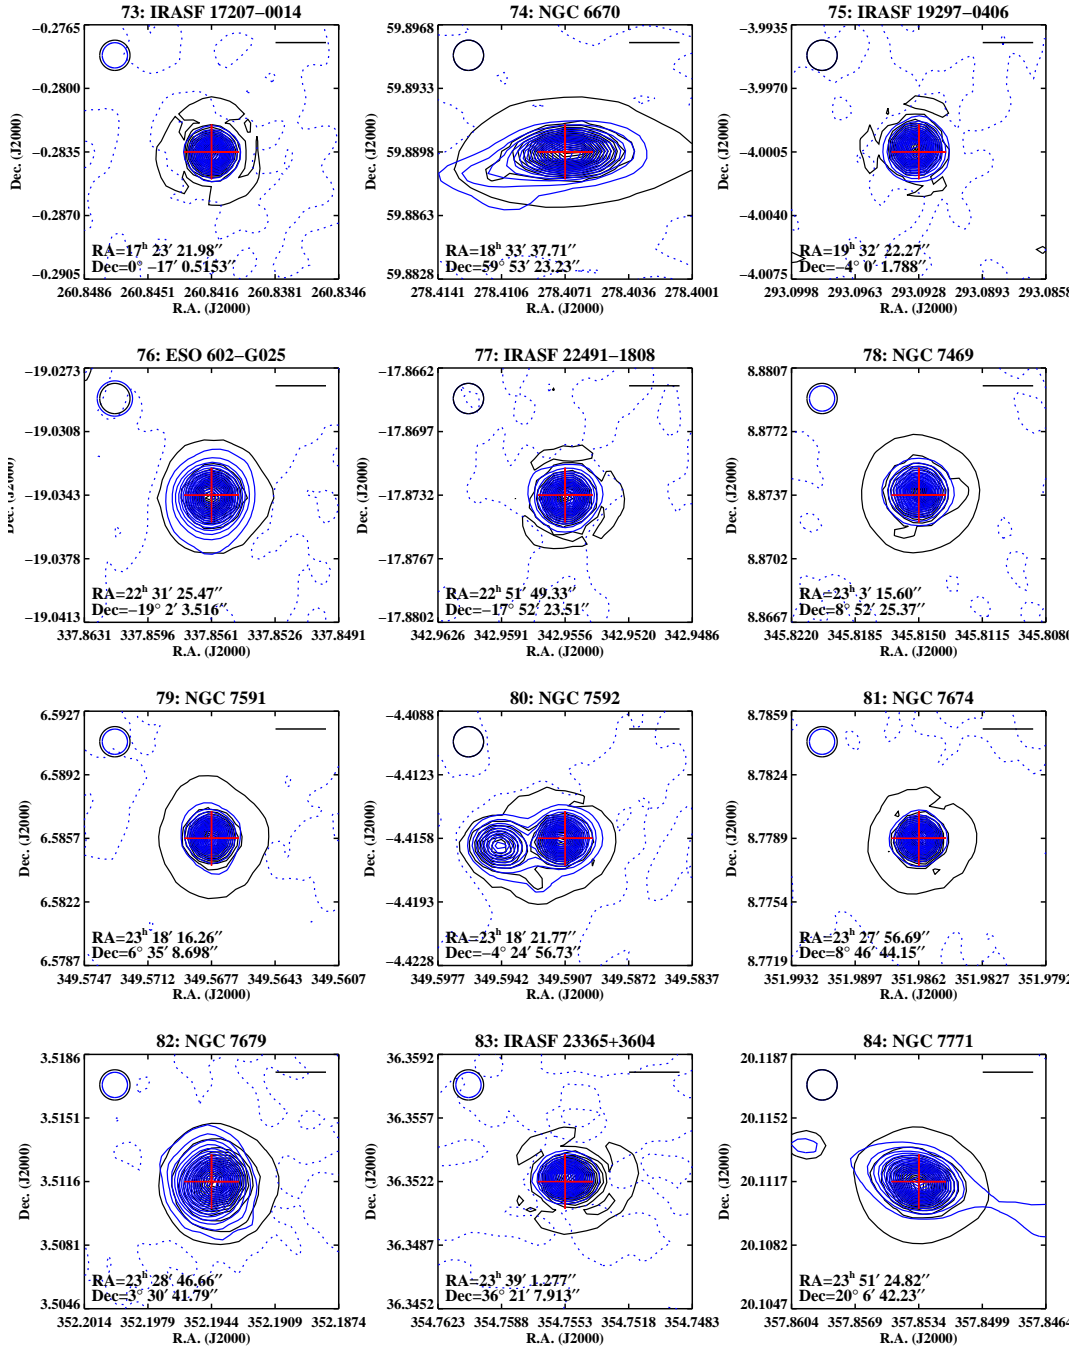 73: IRASF 17207−0014
−0.2765
−0.2800
−0.2835
−0.2870
−0.2905
Dec. (J2000)
RA=17h 23′ 21.98″
Dec=0° −17′ 0.5153″
260.8486 260.8451 260.8416 260.8381 260.8346
R.A. (J2000)
74: NGC 6670
59.8968
59.8933
59.8898
59.8863
59.8828
Dec. (J2000)
RA=18h 33′ 37.71″
Dec=59° 53′ 23.23″
278.4141 278.4106 278.4071 278.4036 278.4001
R.A. (J2000)
75: IRASF 19297−0406
−3.9935
−3.9970
−4.0005
−4.0040
−4.0075
Dec. (J2000)
RA=19h 32′ 22.27″
Dec=−4° 0′ 1.788″
293.0998 293.0963 293.0928 293.0893 293.0858
R.A. (J2000)
76: ESO 602−G025
−19.0273
−19.0308
−19.0343
−19.0378
−19.0413
Dec. (J2000)
RA=22h 31′ 25.47″
Dec=−19° 2′ 3.516″
337.8631 337.8596 337.8561 337.8526 337.8491
R.A. (J2000)
77: IRASF 22491−1808
−17.8662
−17.8697
−17.8732
−17.8767
−17.8802
Dec. (J2000)
RA=22h 51′ 49.33″
Dec=−17° 52′ 23.51″
342.9626 342.9591 342.9556 342.9520 342.9486
R.A. (J2000)
78: NGC 7469
8.8807
8.8772
8.8737
8.8702
8.8667
Dec. (J2000)
RA=23h 3′ 15.60″
Dec=8° 52′ 25.37″
345.8220 345.8185 345.8150 345.8115 345.8080
R.A. (J2000)
79: NGC 7591
6.5927
6.5892
6.5857
6.5822
6.5787
Dec. (J2000)
RA=23h 18′ 16.26″
Dec=6° 35′ 8.698″
349.5747 349.5712 349.5677 349.5643 349.5607
R.A. (J2000)
80: NGC 7592
−4.4088
−4.4123
−4.4158
−4.4193
−4.4228
Dec. (J2000)
RA=23h 18′ 21.77″
Dec=−4° 24′ 56.73″
349.5977 349.5942 349.5907 349.5872 349.5837
R.A. (J2000)
81: NGC 7674
8.7859
8.7824
8.7789
8.7754
8.7719
Dec. (J2000)
RA=23h 27′ 56.69″
Dec=8° 46′ 44.15″
351.9932 351.9897 351.9862 351.9827 351.9792
R.A. (J2000)
82: NGC 7679
3.5186
3.5151
3.5116
3.5081
3.5046
Dec. (J2000)
RA=23h 28′ 46.66″
Dec=3° 30′ 41.79″
352.2014 352.1979 352.1944 352.1909 352.1874
R.A. (J2000)
83: IRASF 23365+3604
36.3592
36.3557
36.3522
36.3487
36.3452
Dec. (J2000)
RA=23h 39′ 1.277″
Dec=36° 21′ 7.913″
354.7623 354.7588 354.7553 354.7518 354.7483
R.A. (J2000)
84: NGC 7771
20.1187
20.1152
20.1117
20.1082
20.1047
Dec. (J2000)
RA=23h 51′ 24.82″
Dec=20° 6′ 42.23″
357.8604 357.8569 357.8534 357.8499 357.8464
R.A. (J2000)